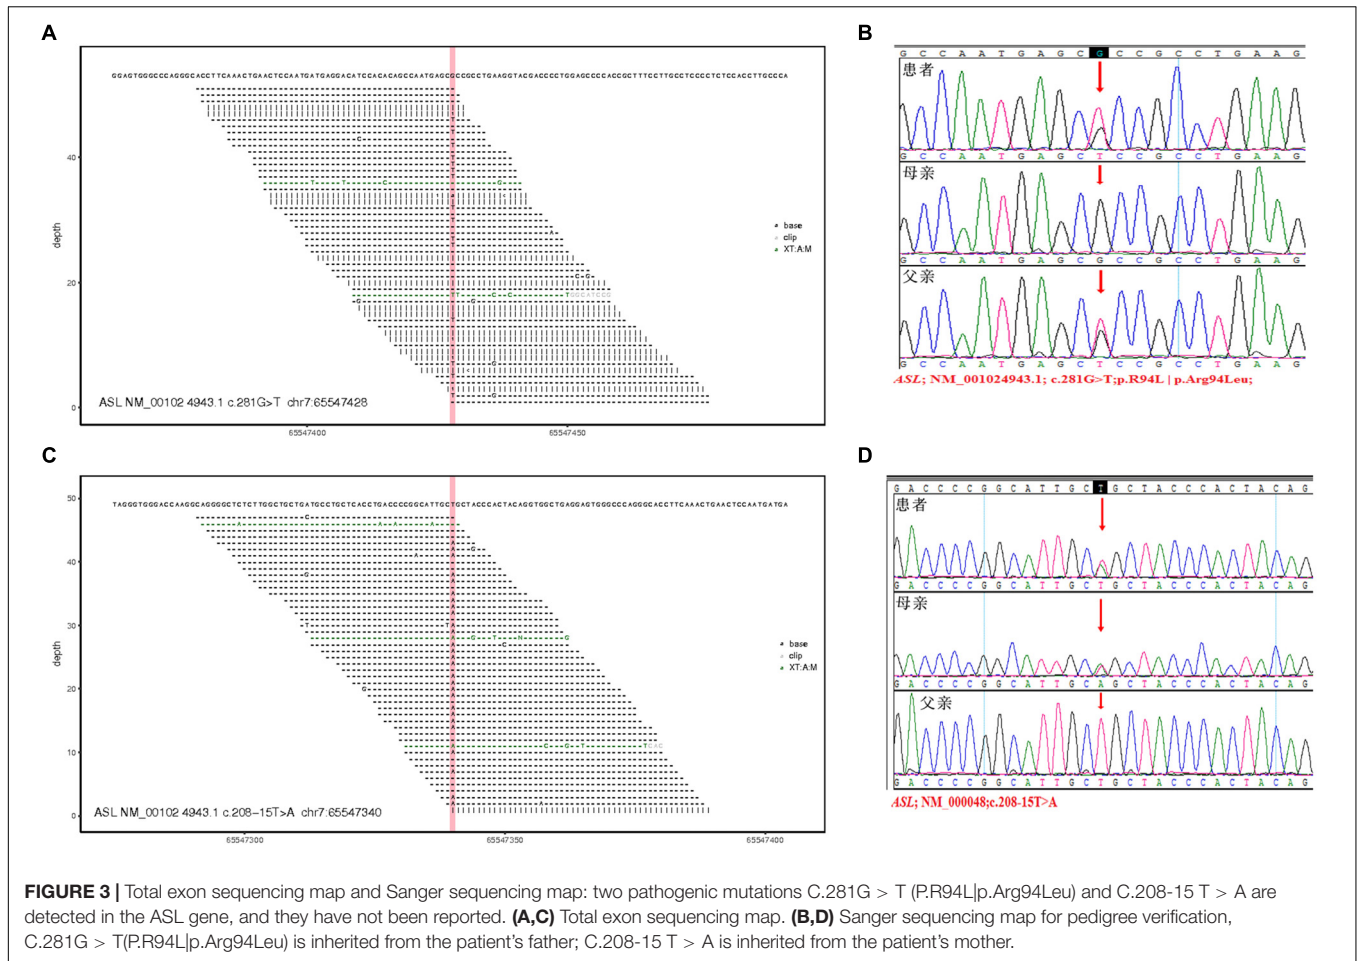 A
GGAGTGGGCCCAGGGCACCTTCAAACTGAACTCCAATGATGAGGACATCCACACAGCCAATGAGCGCCGCCTGAAGGTACGACCCCTGGAGCCCCACCGCTTTCCTTGCCTCCCCTCTCCACCTTGCCCA
depth
40
20
0
base
clip
XT:A:M
ASL NM_00102 4943.1 c.281G>T chr7:65547428
65547400
65547450
B
G C C A A T G A G C G C C G C C T G A A G
患者
G C C A A T G A G C T C C G C C T G A A G
母亲
G C C A A T G A G C G C C G C C T G A A G
父亲
G C C A A T G A G C T C C G C C T G A A G
ASL; NM_001024943.1; c.281G>T;p.R94L | p.Arg94Leu;
C
TAGGGTGGGACCAAGGCAGGGGCTCTCTTGGCTGCTGATGCCTGCTCACCTGACCCCGGCATTGCTGCTACCCACTACAGGTGGCTGAGGAGTGGGCCCAGGGCACCTTCAAACTGAACTCCAATGATGA
depth
50
40
30
20
10
0
base
clip
XT:A:M
ASL NM_00102 4943.1 c.208–15T>A chr7:65547340
65547300
65547350
65547400
D
G A C C C C G G C A T T G C T G C T A C C C A C T A C A G
患者
G A C C C C G G C A T T G C T G C T A C C C A C T A C A G
母亲
G A C C C C G G C A T T G C A G C T A C C C A C T A C A G
父亲
G A C C C C G G C A T T G C T G C T A C C C A C T A C A G
ASL; NM_000048;c.208-15T>A
FIGURE 3 | Total exon sequencing map and Sanger sequencing map: two pathogenic mutations C.281G > T (P.R94L|p.Arg94Leu) and C.208-15 T > A are
detected in the ASL gene, and they have not been reported. (A,C) Total exon sequencing map. (B,D) Sanger sequencing map for pedigree verification,
C.281G > T(P.R94L|p.Arg94Leu) is inherited from the patient's father; C.208-15 T > A is inherited from the patient's mother.